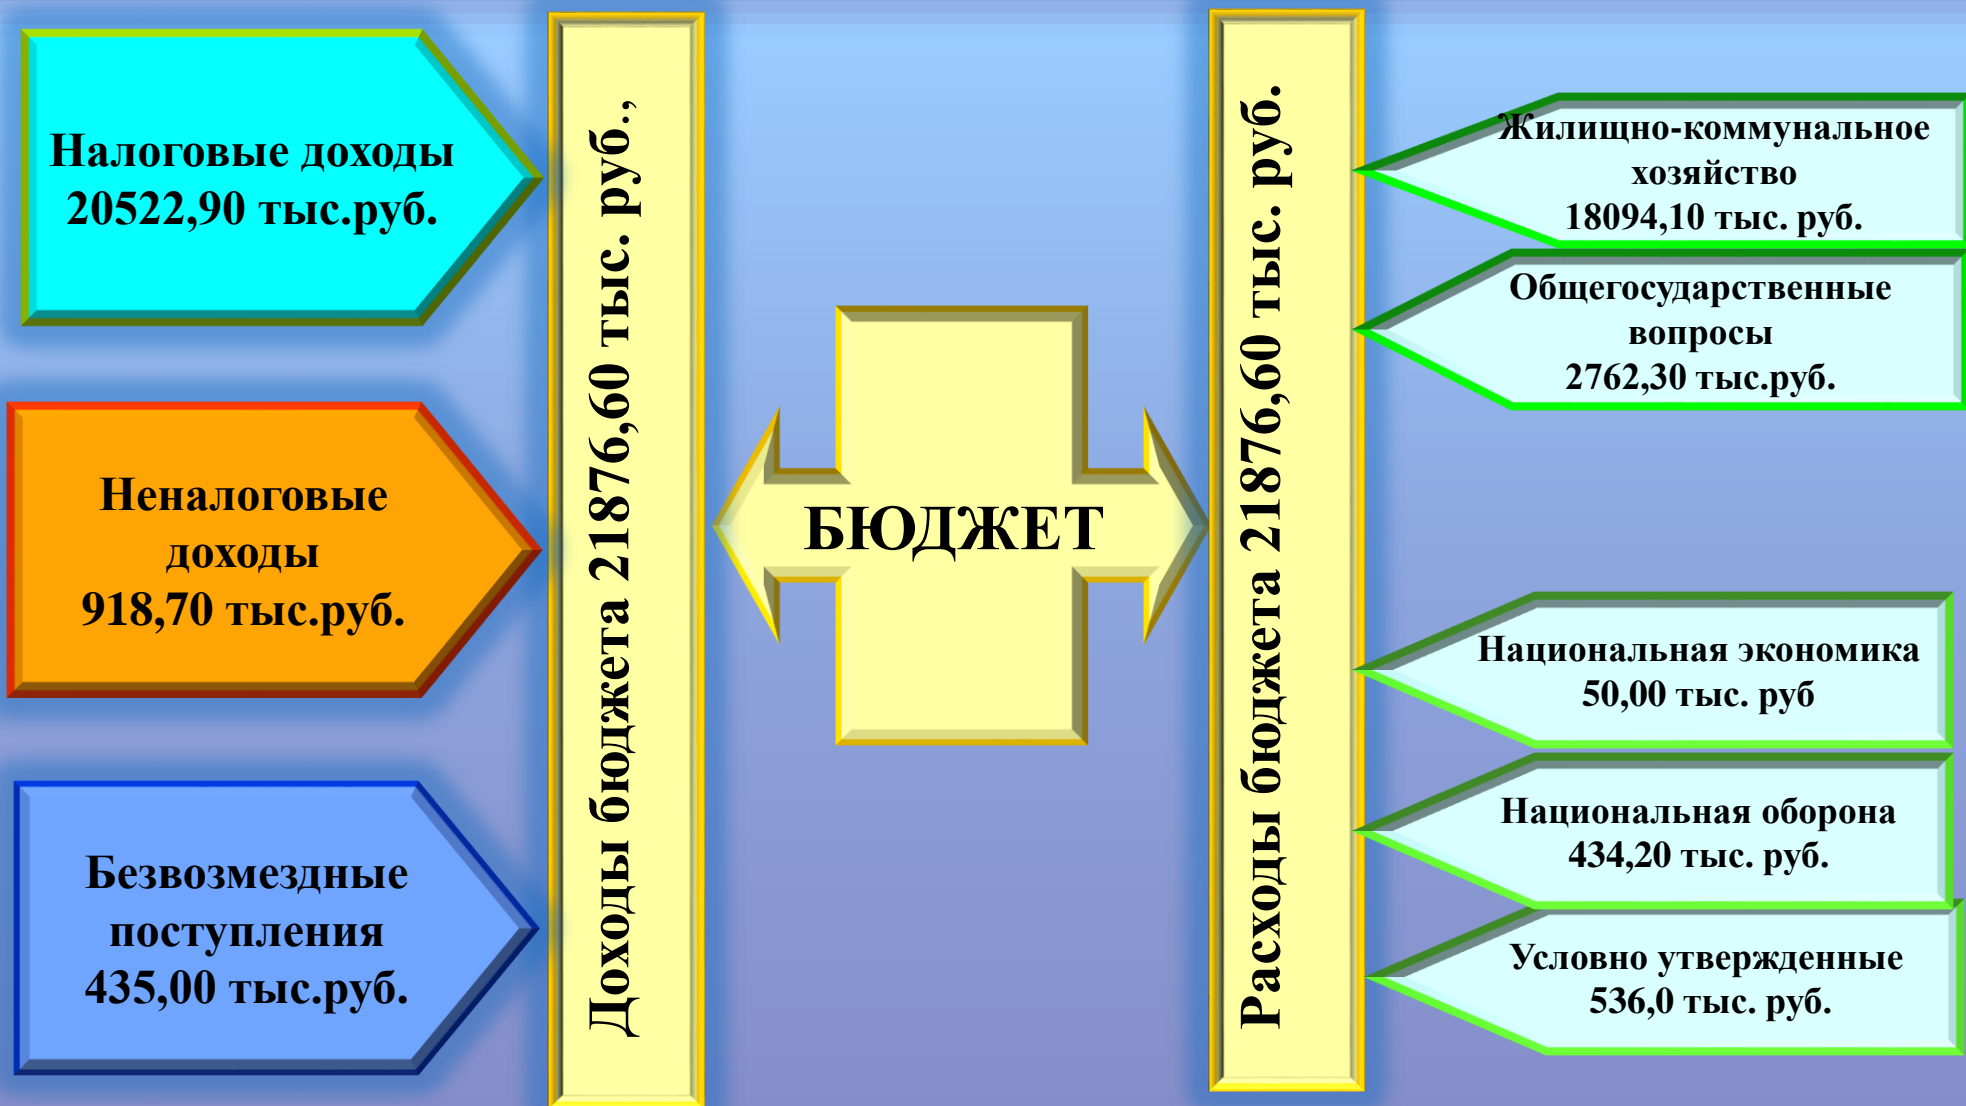 Налоговые доходы
20522,90 тыс.руб.
Неналоговые
доходы
918,70 тыс.руб.
Безвозмездные
поступления
435,00 тыс.руб.
Доходы бюджета 21876,60 тыс. руб.,
БЮДЖЕТ
Расходы бюджета 21876,60 тыс. руб.
Жилищно-коммунальное
хозяйство
18094,10 тыс. руб.
Общегосударственные
вопросы
2762,30 тыс.руб.
Национальная экономика
50,00 тыс. руб
Национальная оборона
434,20 тыс. руб.
Условно утвержденные
536,0 тыс. руб.